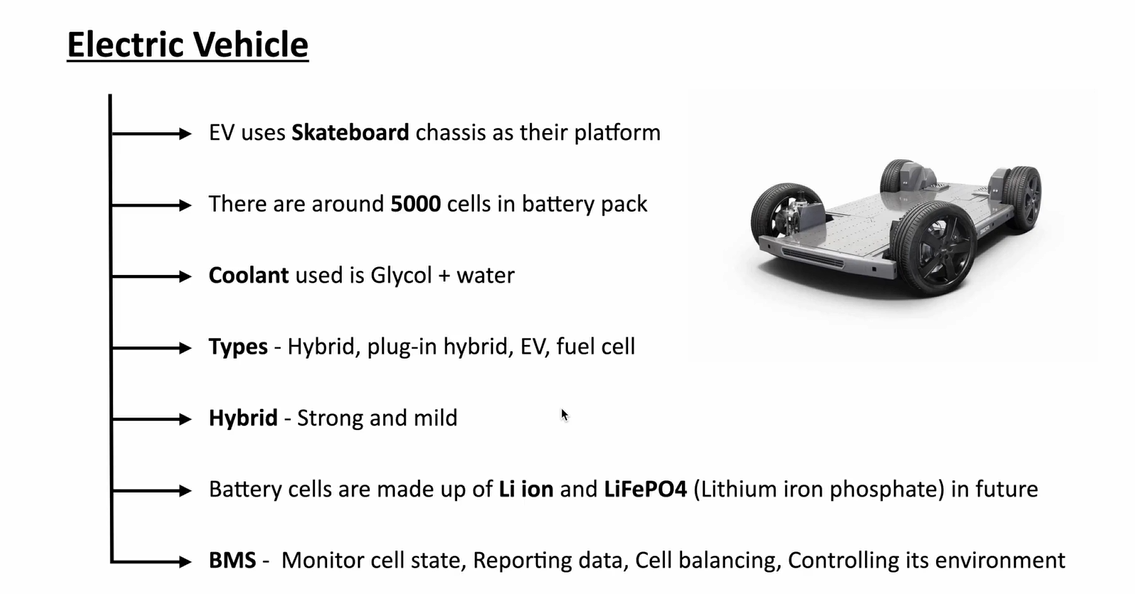 Electric Vehicle
EV uses Skateboard chassis as their platform
There are around 5000 cells in battery pack
Coolant used is Glycol + water
Types - Hybrid, plug-in hybrid, EV, fuel cell
Hybrid - Strong and mild
Battery cells are made up of Li ion and LiFePO4 (Lithium iron phosphate) in future
BMS - Monitor cell state, Reporting data, Cell balancing, Controlling its environment